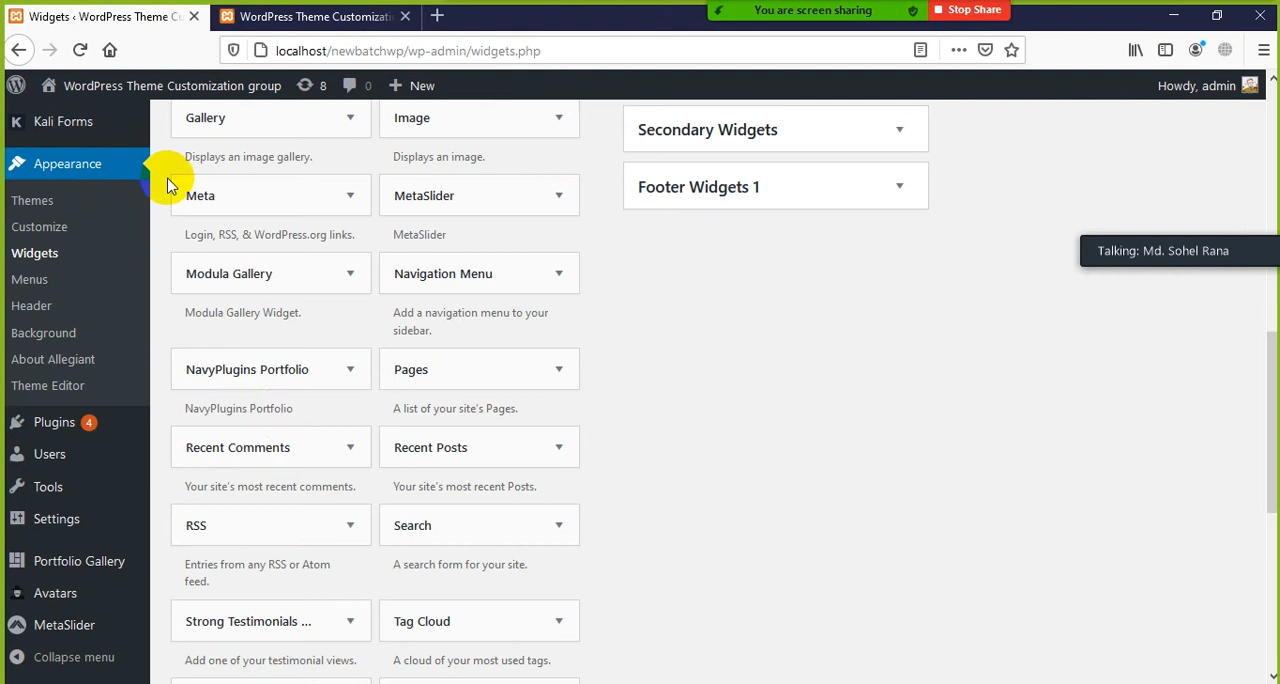 Widgets ‹ WordPress Theme Cu
WordPress Theme Customizati
You are screen sharing
Stop Share
localhost/newbatchwp/wp-admin/widgets.php
WordPress Theme Customization group
8
0
New
Howdy, admin
Kali Forms
Appearance
Themes
Customize
Widgets
Menus
Header
Background
About Allegiant
Theme Editor
Plugins 4
Users
Tools
Settings
Portfolio Gallery
Avatars
MetaSlider
Collapse menu
Gallery
Displays an image gallery.
Image
Displays an image.
Meta
Login, RSS, & WordPress.org links.
MetaSlider
MetaSlider
Modula Gallery
Modula Gallery Widget.
Navigation Menu
Add a navigation menu to your
sidebar.
NavyPlugins Portfolio
NavyPlugins Portfolio
Pages
A list of your site's Pages.
Recent Comments
Your site's most recent comments.
Recent Posts
Your site's most recent Posts.
RSS
Entries from any RSS or Atom
feed.
Search
A search form for your site.
Strong Testimonials ...
Add one of your testimonial views.
Tag Cloud
A cloud of your most used tags.
Secondary Widgets
Footer Widgets 1
Talking: Md. Sohel Rana